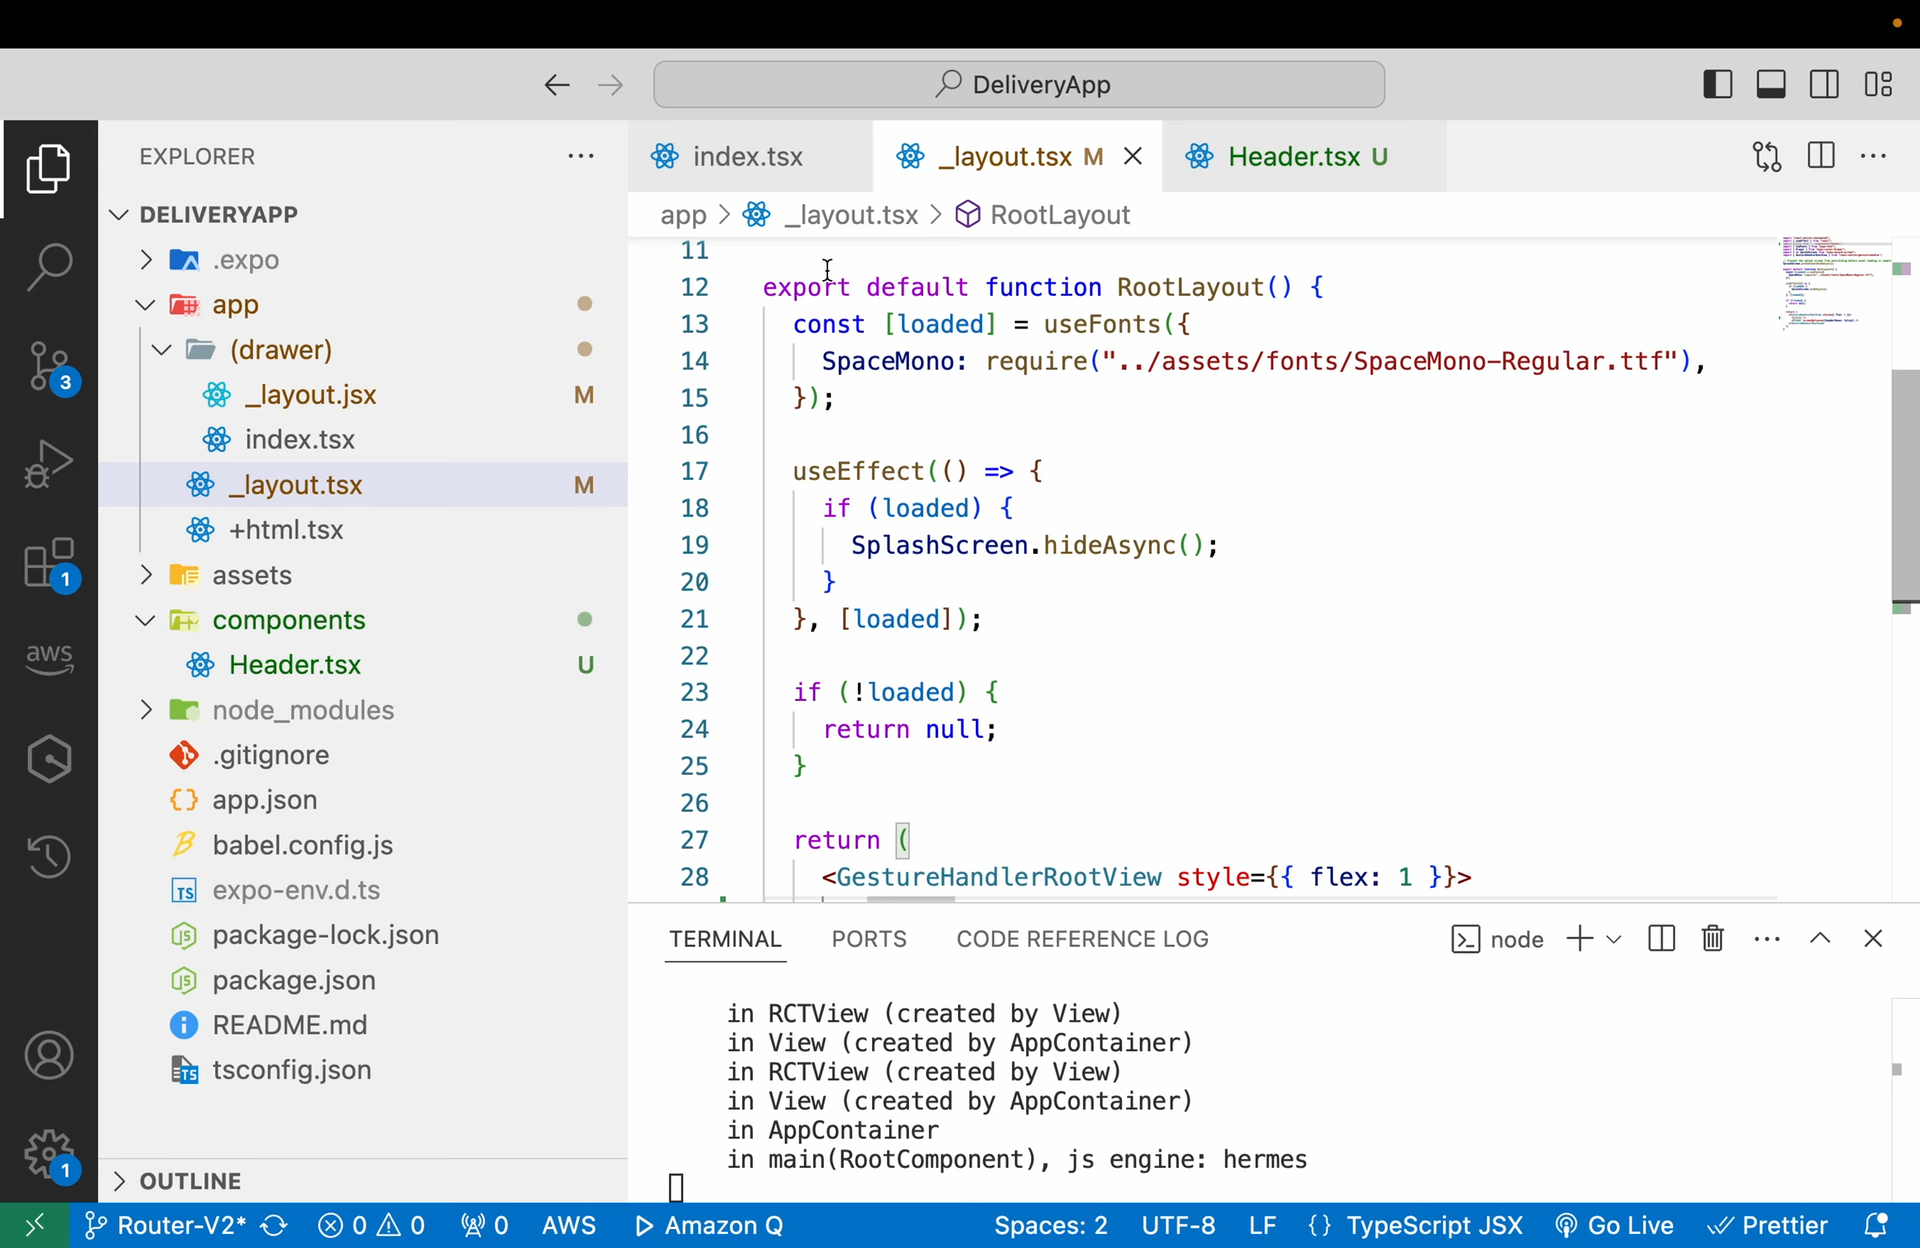 DeliveryApp
EXPLORER
index.tsx
_layout.tsx M
Header.tsx U
DELIVERYAPP
app > _layout.tsx > RootLayout
.expo
app
(drawer)
_layout.jsx M
index.tsx
_layout.tsx M
+html.tsx
assets
components
Header.tsx U
node_modules
.gitignore
app.json
babel.config.js
TS expo-env.d.ts
package-lock.json
package.json
README.md
TS tsconfig.json
OUTLINE
3
1
aws
1
11
12 export default function RootLayout() {
13 const [loaded] = useFonts({
14 SpaceMono: require("../assets/fonts/SpaceMono-Regular.ttf"),
15 });
16
17 useEffect(() => {
18 if (loaded) {
19 SplashScreen.hideAsync();
20 }
21 }, [loaded]);
22
23 if (!loaded) {
24 return null;
25 }
26
27 return (
28 <GestureHandlerRootView style={{ flex: 1 }}>
TERMINAL PORTS CODE REFERENCE LOG node
in RCTView (created by View)
in View (created by AppContainer)
in RCTView (created by View)
in View (created by AppContainer)
in AppContainer
in main(RootComponent), js engine: hermes
Router-V2* 0 0 0 AWS Amazon Q Spaces: 2 UTF-8 LF {} TypeScript JSX Go Live Prettier